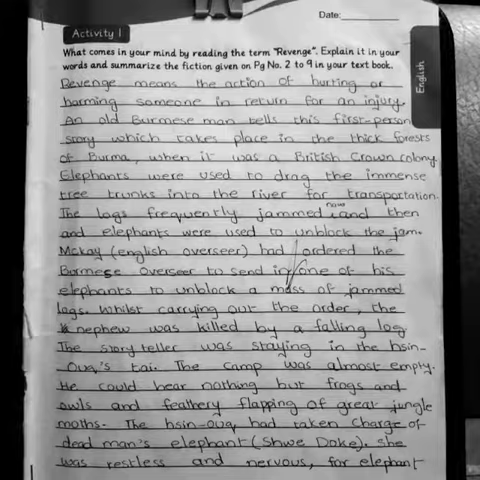 Date:
Activity 1
What comes in your mind by reading the term "Revenge". Explain it in your
words and summarize the fiction given on Pg No. 2 to 9 in your text book.
English
Revenge means the action of hurting or
harming someone in return for an injury.
An old Burmese man tells this first-person
story which takes place in the thick forests
of Burma, when it was a British Crown colony.
Elephants were used to drag the immense
tree trunks into the river for transportation.
The logs frequently jammed now and then
and elephants were used to unblock the jam.
Mckay (english overseer) had ordered the
Burmese overseer to send in one of his
elephants to unblock a mass of jammed
logs. Whilst carrying out the order, the
nephew was killed by a falling log
The story teller was staying in the hsin-
ouq's tai. The camp was almost empty.
He could hear nothing but frogs and
owls and feathery flapping of great jungle
moths. The hsin-ouq, had taken charge of
dead man's elephant (Shwe Doke). she
was restless and nervous, for elephant